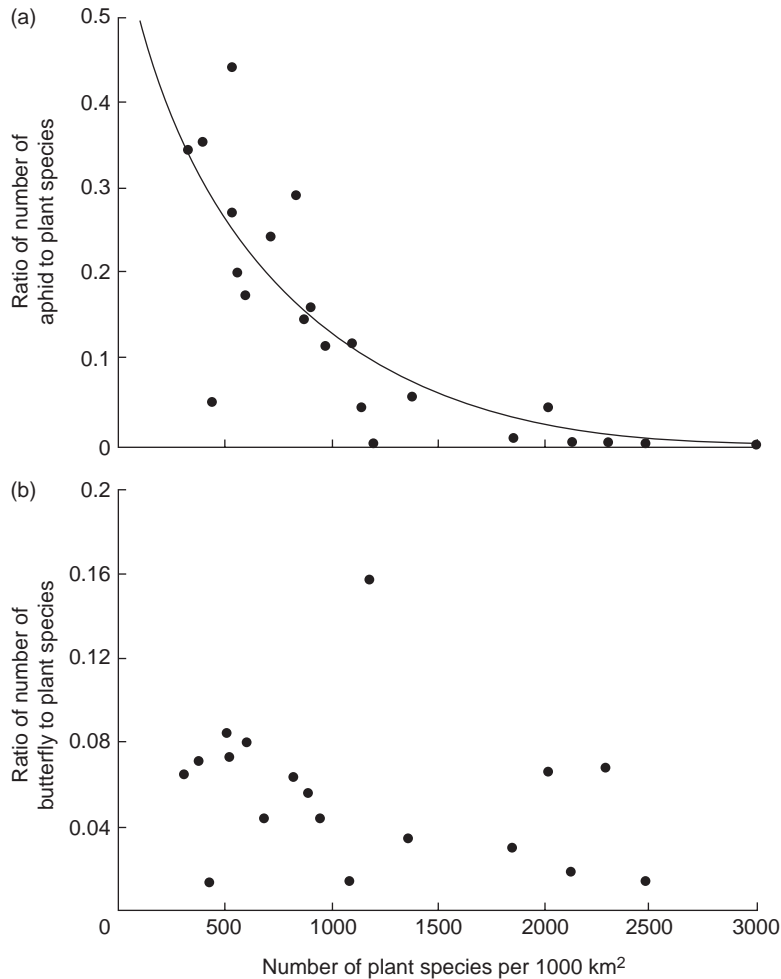 (a)
0.5
0.4
0.3
0.2
0.1
0
Ratio of number of
aphid to plant species
(b)
0.2
0.16
0.12
0.08
0.04
Ratio of number of
butterfly to plant species
0 500 1000 1500 2000 2500 3000
Number of plant species per 1000 km²